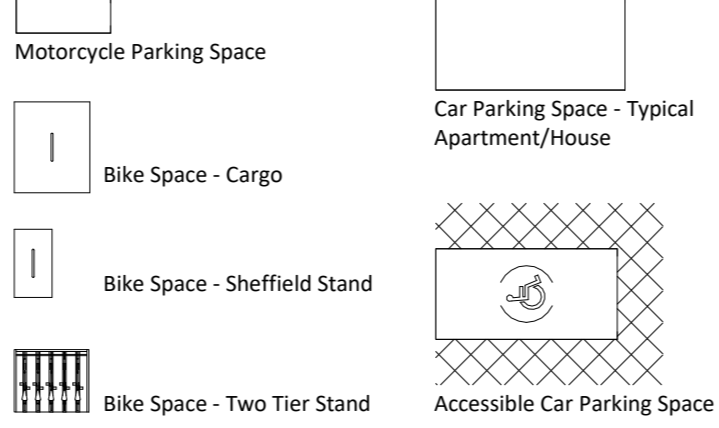 Motorcycle Parking Space
Bike Space - Cargo
Bike Space - Sheffield Stand
Bike Space - Two Tier Stand
Car Parking Space - Typical
Apartment/House
Accessible Car Parking Space